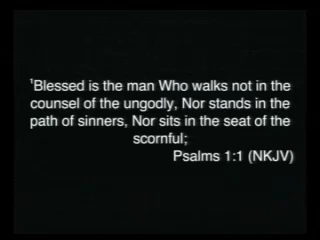 ¹Blessed is the man Who walks not in the
counsel of the ungodly, Nor stands in the
path of sinners, Nor sits in the seat of the
scornful;
Psalms 1:1 (NKJV)